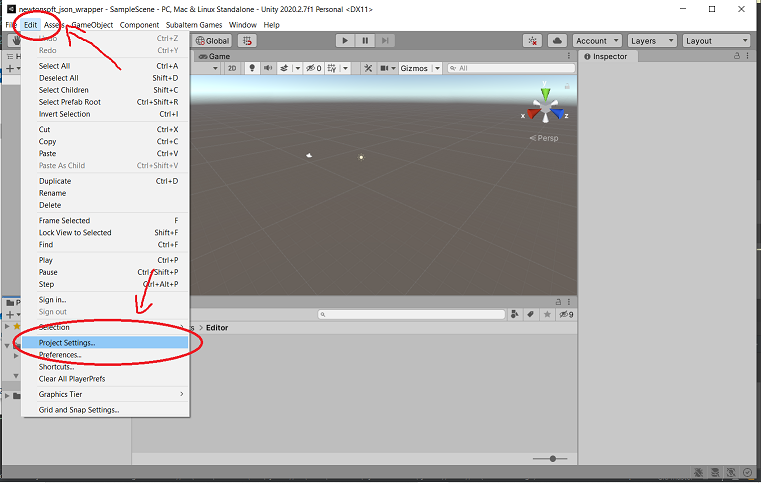 newtonsoft_json_wrapper - SampleScene - PC, Mac & Linux Standalone - Unity 2020.2.7f1 Personal <DX11>
File Edit Assets GameObject Component SubaItem Games Window Help
Global Account Layers Layout
Undo Ctrl+Z
Redo Ctrl+Y
Select All Ctrl+A
Deselect All Shift+D
Select Children Shift+C
Select Prefab Root Ctrl+Shift+R
Invert Selection Ctrl+I
Cut Ctrl+X
Copy Ctrl+C
Paste Ctrl+V
Paste As Child Ctrl+Shift+V
Duplicate Ctrl+D
Rename
Delete
Frame Selected F
Lock View to Selected Shift+F
Find Ctrl+F
Play Ctrl+P
Pause Ctrl+Shift+P
Step Ctrl+Alt+P
Sign in...
Sign out
Selection
Project Settings...
Preferences...
Shortcuts...
Clear All PlayerPrefs
Graphics Tier
Grid and Snap Settings...
Game
2D 0 Gizmos All
y
x z
Persp
Inspector
9
s > Editor